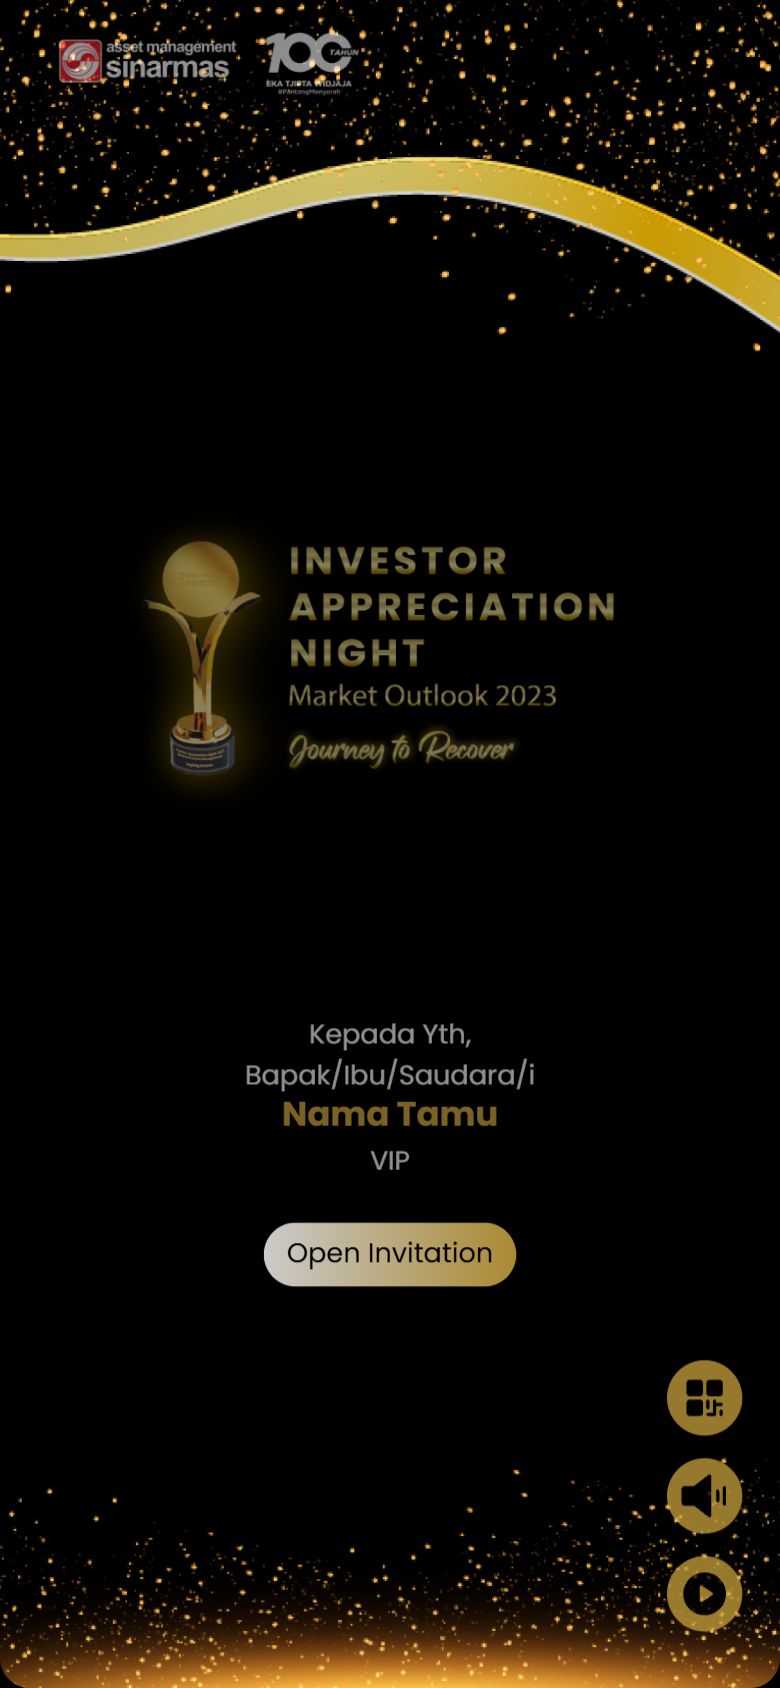 asset management
sinarmas
100
TAHUN
EKA TJIPTA WIDJAJA
#PantangMenyerah
INVESTOR
APPRECIATION
NIGHT
Market Outlook 2023
Journey to Recover
Kepada Yth,
Bapak/Ibu/Saudara/i
Nama Tamu
VIP
Open Invitation